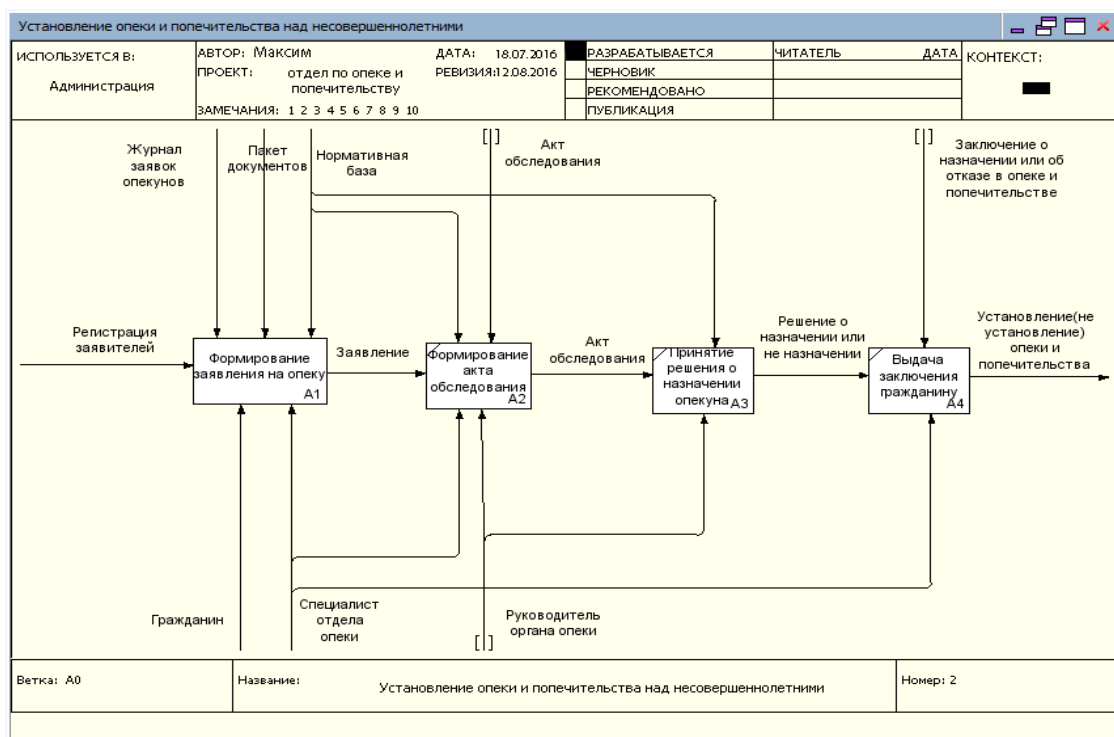 Установление опеки и попечительства над несовершеннолетними
ИСПОЛЬЗУЕТСЯ В:
Администрация
АВТОР: Максим
ДАТА: 18.07.2016
ПРОЕКТ: отдел по опеке и
попечительству
РЕВИЗИЯ:12.08.2016
ЗАМЕЧАНИЯ: 1 2 3 4 5 6 7 8 9 10
РАЗРАБАТЫВАЕТСЯ
ЧЕРНОВИК
РЕКОМЕНДОВАНО
ПУБЛИКАЦИЯ
ЧИТАТЕЛЬ
ДАТА
КОНТЕКСТ:
Журнал
заявок
опекунов
Пакет
документов
Нормативная
база
Акт
обследования
Заключение о
назначении или об
отказе в опеке и
попечительстве
Регистрация
заявителей
Формирование
заявления на опеку
A1
Заявление
Формирование
акта
обследования
A2
Акт
обследования
Принятие
решения о
назначении
опекуна
A3
Решение о
назначении или
не назначении
Выдача
заключения
гражданину
A4
Установление(не
установление)
опеки и
попечительства
Гражданин
Специалист
отдела
опеки
Руководитель
органа опеки
Ветка: A0
Название:
Установление опеки и попечительства над несовершеннолетними
Номер: 2